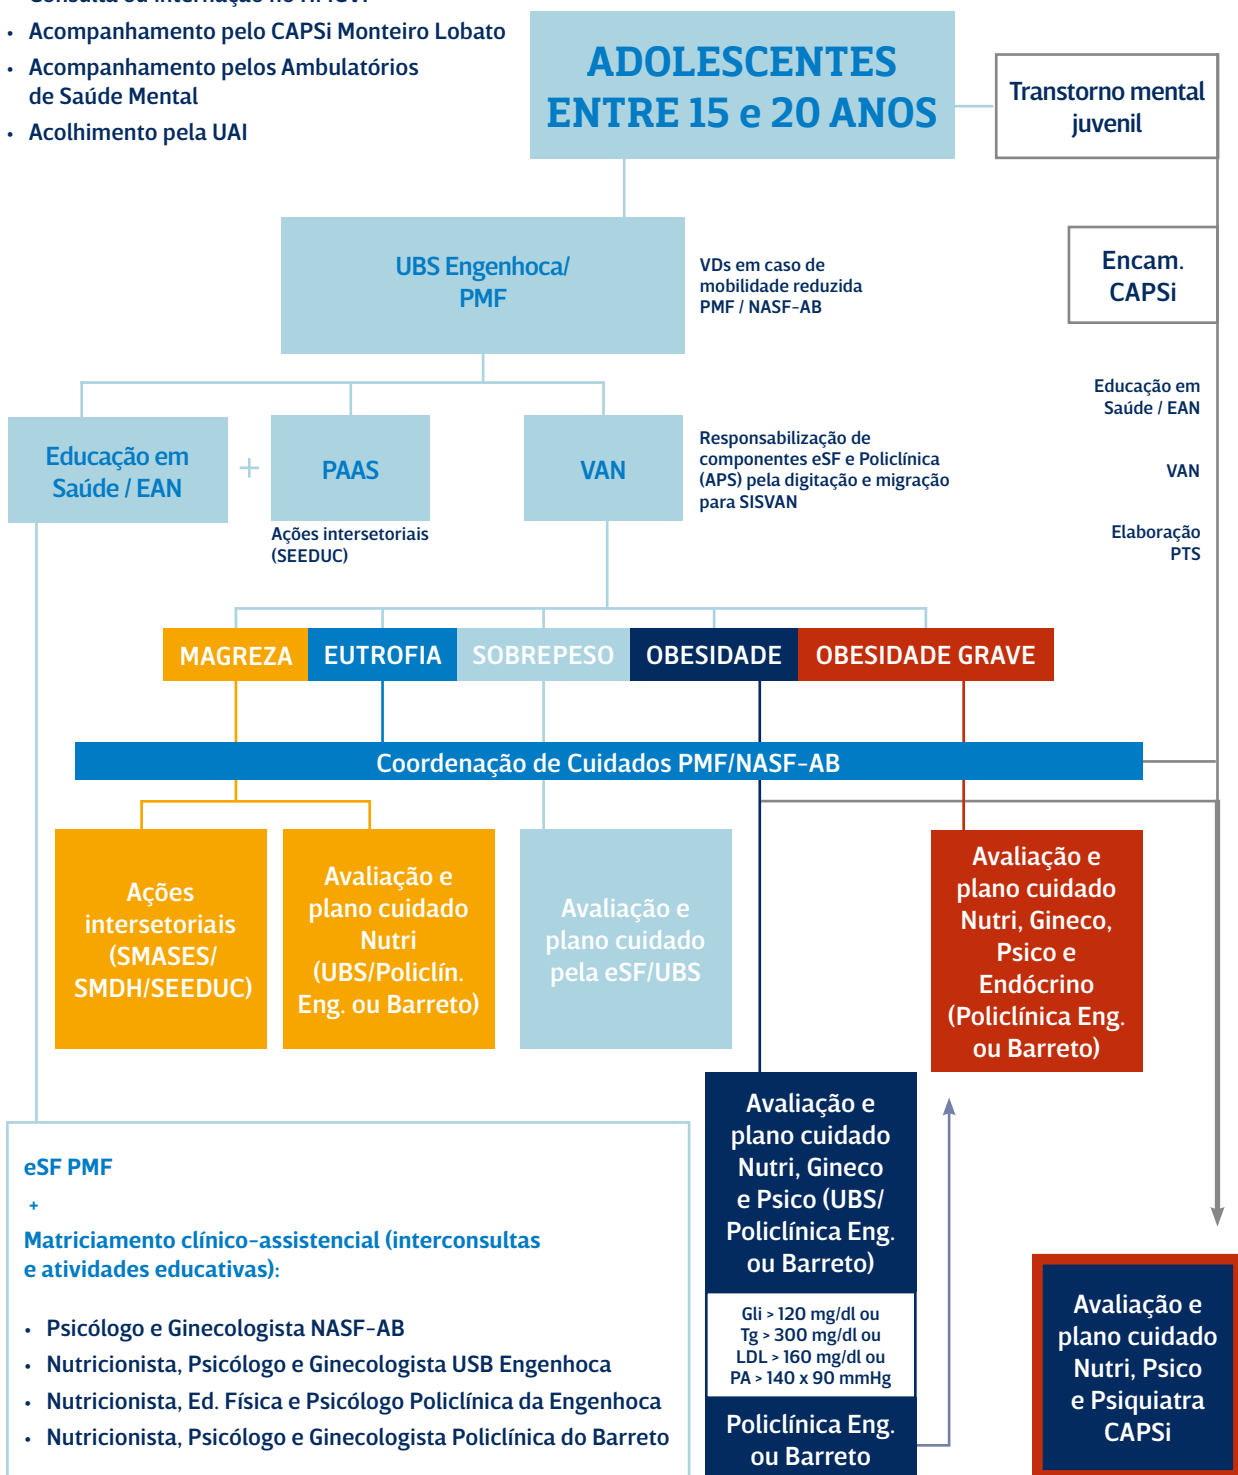 • Acompanhamento pelo CAPSi Monteiro Lobato
• Acompanhamento pelos Ambulatórios
de Saúde Mental
• Acolhimento pela UAI
ADOLESCENTES
ENTRE 15 e 20 ANOS
Transtorno mental
juvenil
UBS Engenhoca/
PMF
VDs em caso de
mobilidade reduzida
PMF / NASF-AB
Encam.
CAPSi
Educação em
Saúde / EAN
VAN
Elaboração
PTS
Educação em
Saúde / EAN
+
PAAS
Ações intersetoriais
(SEEDUC)
VAN
Responsabilização de
componentes eSF e Policlínica
(APS) pela digitação e migração
para SISVAN
MAGREZA
EUTROFIA
SOBREPESO
OBESIDADE
OBESIDADE GRAVE
Coordenação de Cuidados PMF/NASF-AB
Ações
intersetoriais
(SMASES/
SMDH/SEEDUC)
Avaliação e
plano cuidado
Nutri
(UBS/Policlín.
Eng. ou Barreto)
Avaliação e
plano cuidado
pela eSF/UBS
Avaliação e
plano cuidado
Nutri, Gineco,
Psico e
Endócrino
(Policlínica Eng.
ou Barreto)
Avaliação e
plano cuidado
Nutri, Gineco
e Psico (UBS/
Policlínica Eng.
ou Barreto)
Gli > 120 mg/dl ou
Tg > 300 mg/dl ou
LDL > 160 mg/dl ou
PA > 140 x 90 mmHg
Policlínica Eng.
ou Barreto
Avaliação e
plano cuidado
Nutri, Psico
e Psiquiatra
CAPSi
eSF PMF
+
Matriciamento clínico-assistencial (interconsultas
e atividades educativas):
• Psicólogo e Ginecologista NASF-AB
• Nutricionista, Psicólogo e Ginecologista USB Engenhoca
• Nutricionista, Ed. Física e Psicólogo Policlínica da Engenhoca
• Nutricionista, Psicólogo e Ginecologista Policlínica do Barreto